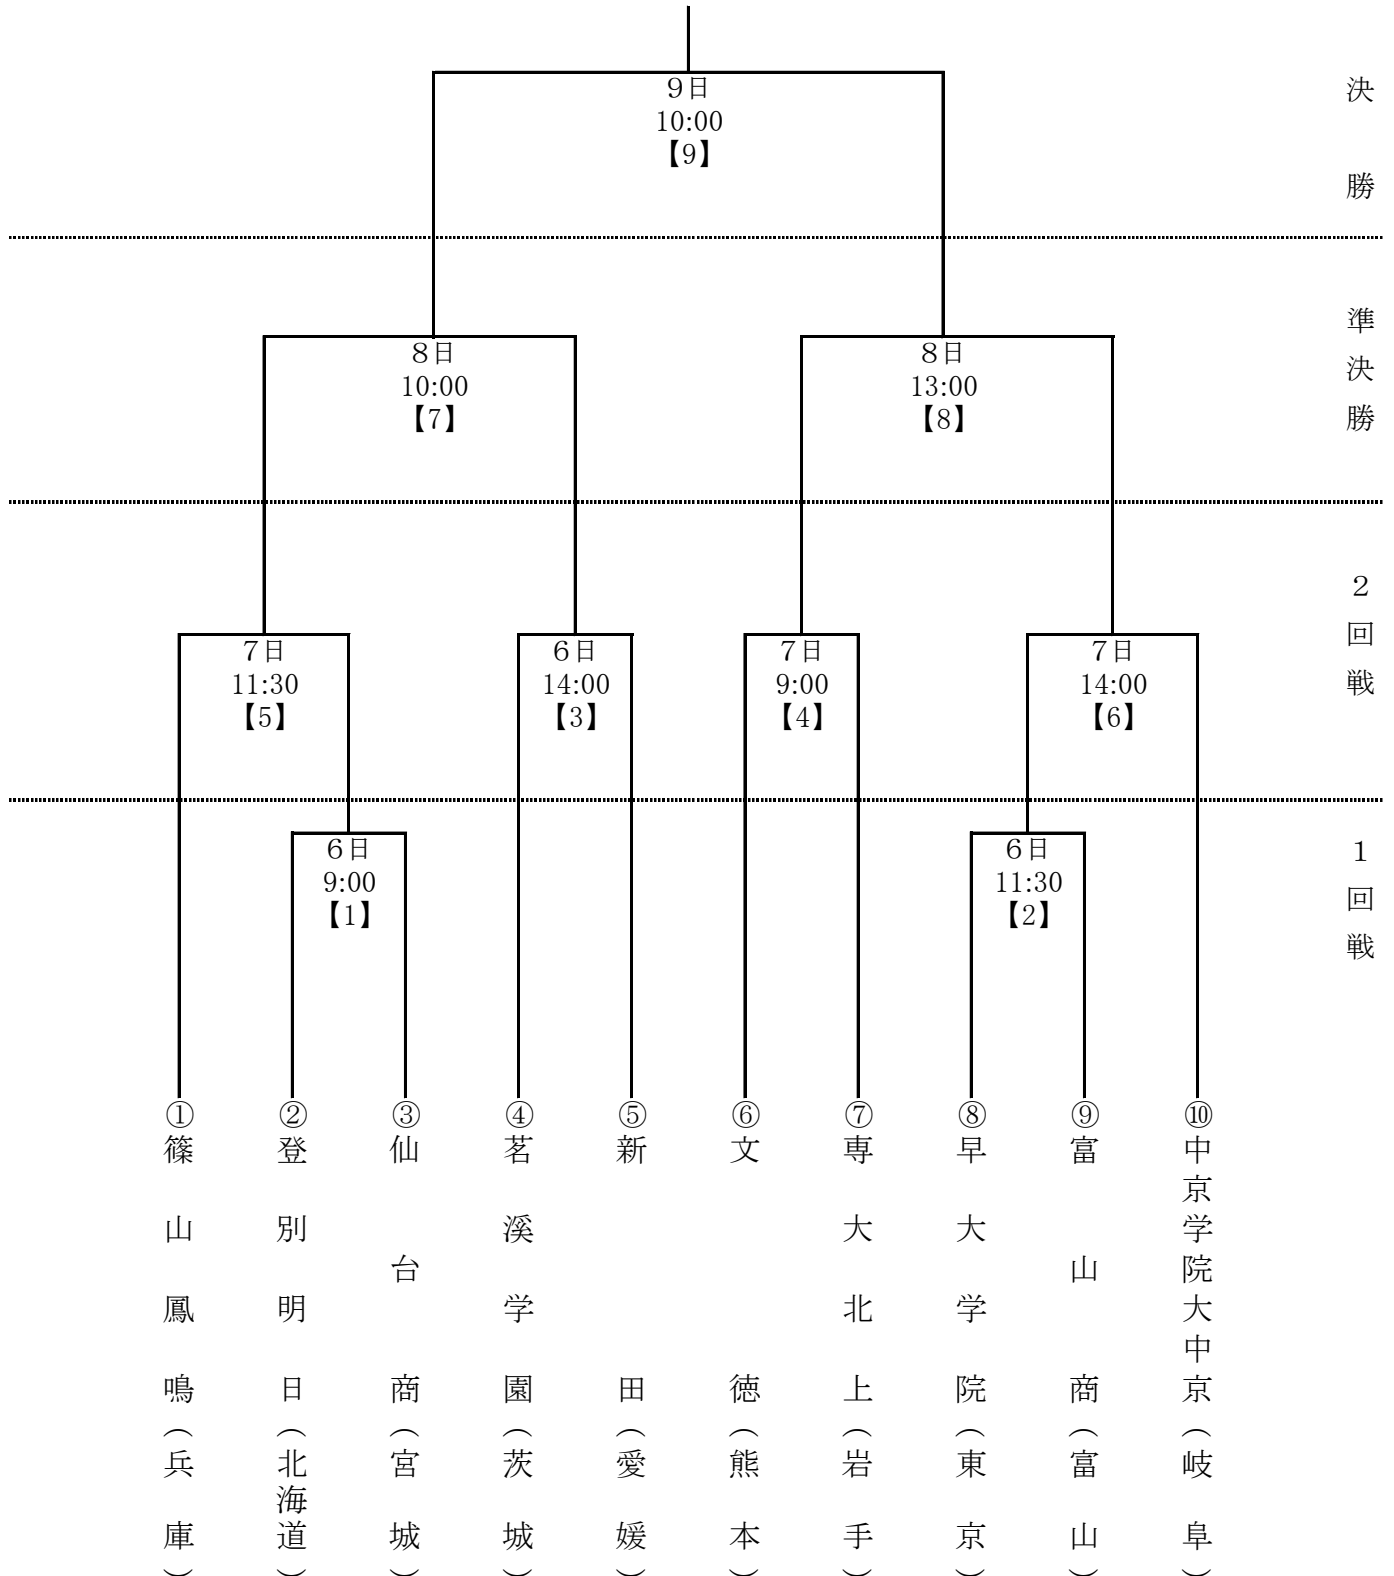 9日
10:00
【9】
決勝
8日
10:00
【7】
8日
13:00
【8】
準決勝
7日
11:30
【5】
6日
14:00
【3】
7日
9:00
【4】
7日
14:00
【6】
2回戦
6日
9:00
【1】
6日
11:30
【2】
1回戦
①篠山鳳鳴(兵庫)
②登別明日(北海道)
③仙台商(宮城)
④茗溪学園(茨城)
⑤新田(愛媛)
⑥文徳(熊本)
⑦専大北上(岩手)
⑧早大学院(東京)
⑨富山商(富山)
⑩中京学院大中京(岐阜)